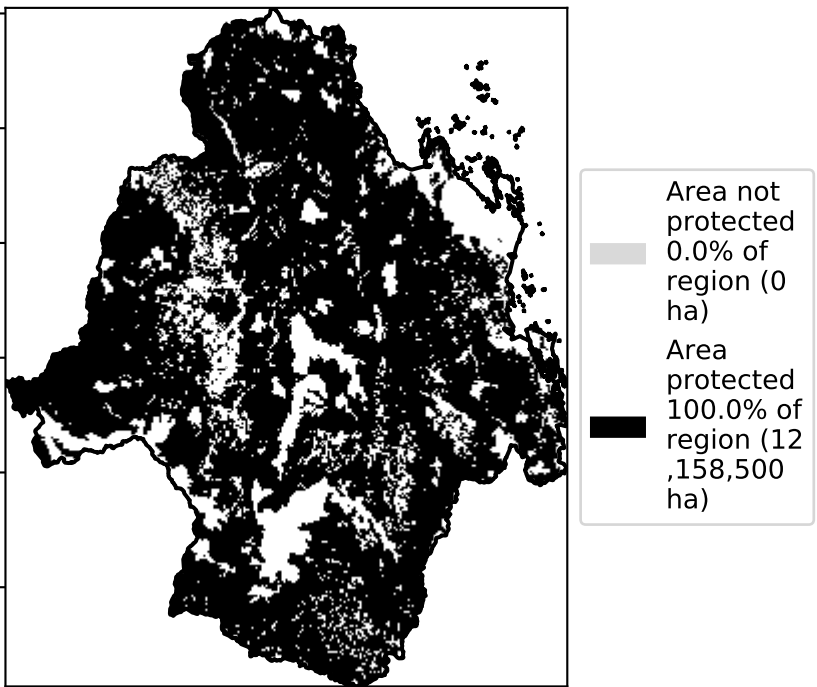 Area not
protected
0.0% of
region (0
ha)
Area
protected
100.0% of
region (12
,158,500
ha)